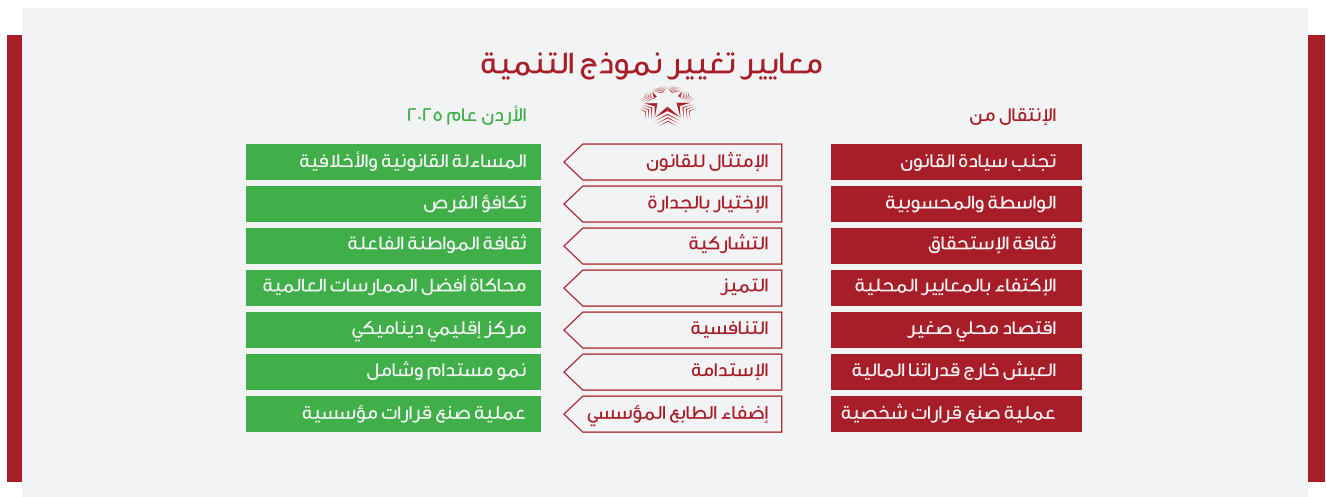 معايير تغيير نموذج التنمية
الإنتقال من
الأردن عام ٢٠٢٥
تجنب سيادة القانون
الإمتثال للقانون
المساءلة القانونية والأخلاقية
الواسطة والمحسوبية
الإختيار بالجدارة
تكافؤ الفرص
ثقافة الإستحقاق
التشاركية
ثقافة المواطنة الفاعلة
الإكتفاء بالمعايير المحلية
التميز
محاكاة أفضل الممارسات العالمية
اقتصاد محلي صغير
التنافسية
مركز إقليمي ديناميكي
العيش خارج قدراتنا المالية
الإستدامة
نمو مستدام وشامل
عملية صنع قرارات شخصية
إضفاء الطابع المؤسسي
عملية صنع قرارات مؤسسية